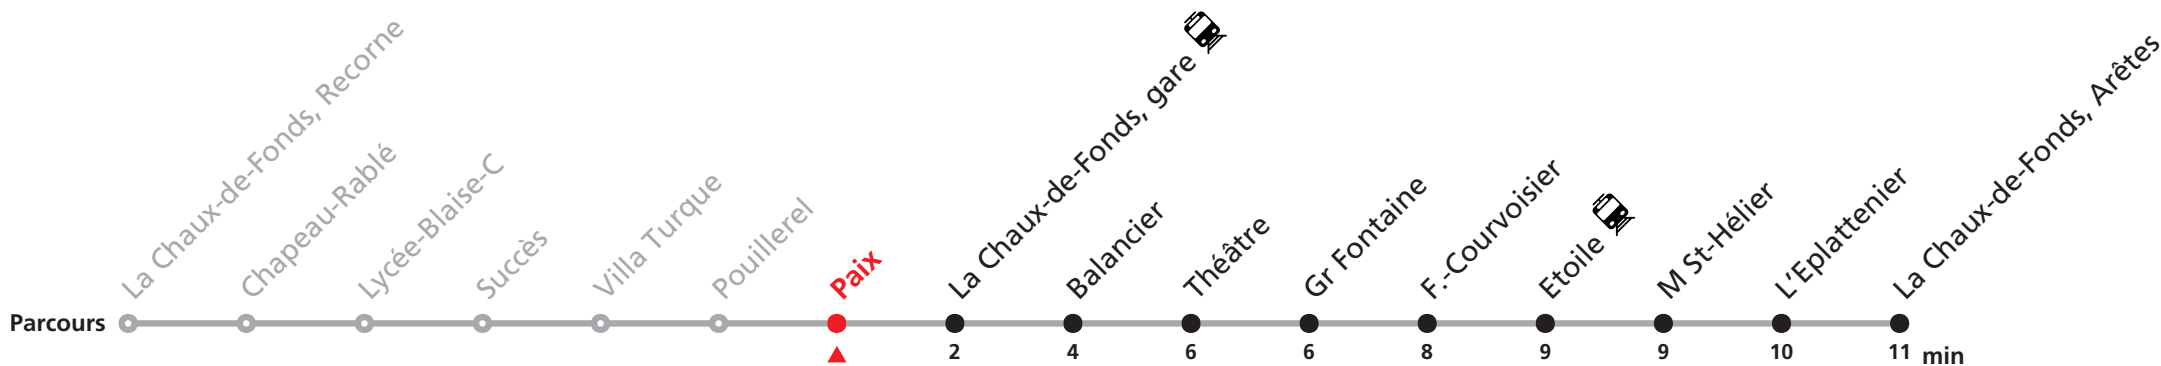 La Chaux-de-Fonds, Recorne
Chapeau-Rablé
Lycée-Blaise-C
Succès
Villa Turque
Pouillerel
Paix
La Chaux-de-Fonds, gare
Balancier
Théâtre
Gr Fontaine
F.-Courvoisier
Etoile
M St-Hélier
L'Eplattenier
La Chaux-de-Fonds, Arêtes
Parcours
2 4 6 6 8 9 9 10 11 min